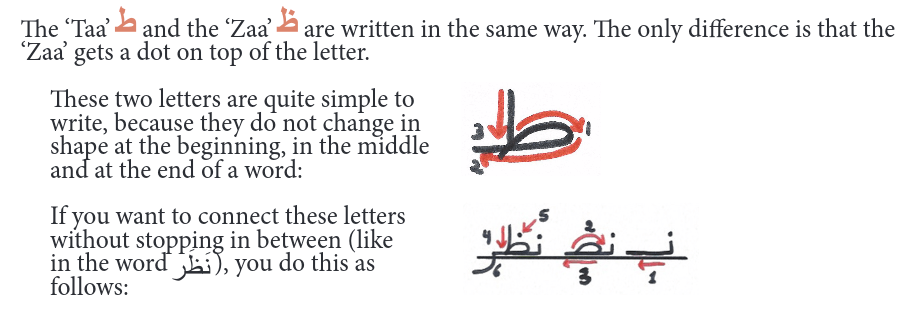 The ‘Taa’ ط and the ‘Zaa’ ظ are written in the same way. The only difference is that the
‘Zaa’ gets a dot on top of the letter.
These two letters are quite simple to
write, because they do not change in
shape at the beginning, in the middle
and at the end of a word:
ط
1
3
2
If you want to connect these letters
without stopping in between (like
in the word نَظَر), you do this as
follows:
5
4
2
6
3
1